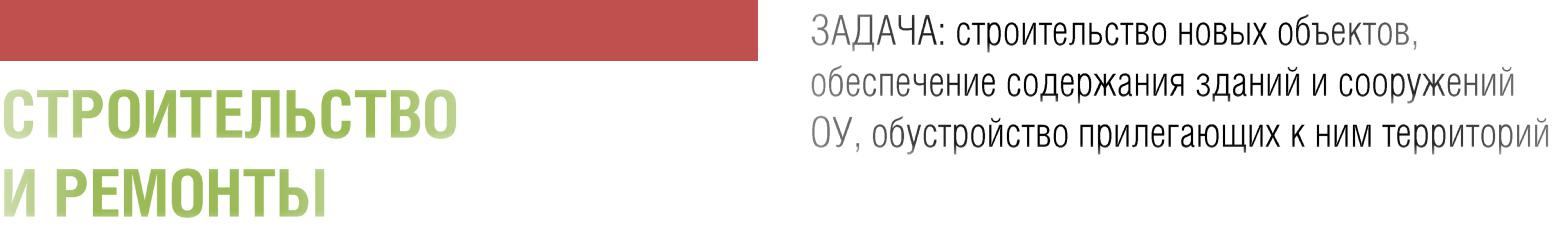 СТРОИТЕЛЬСТВО
И РЕМОНТЫ
ЗАДАЧА: строительство новых объектов,
обеспечение содержания зданий и сооружений
ОУ, обустройство прилегающих к ним территорий